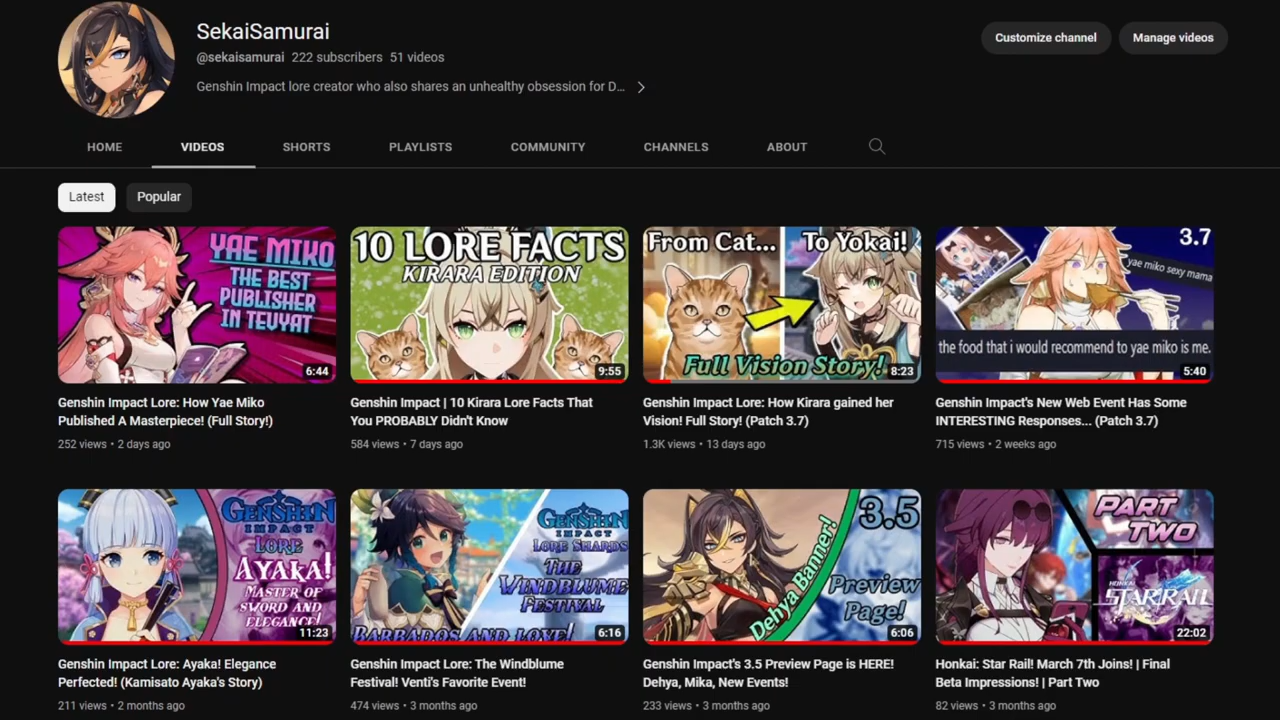 SekaiSamurai
@sekaisamurai 222 subscribers 51 videos
Genshin Impact lore creator who also shares an unhealthy obsession for D...
Customize channel
Manage videos
HOME
VIDEOS
SHORTS
PLAYLISTS
COMMUNITY
CHANNELS
ABOUT
Latest
Popular
YAE MIKO
THE BEST
PUBLISHER
IN TEVYAT
6:44
Genshin Impact Lore: How Yae Miko
Published A Masterpiece! (Full Story!)
252 views • 2 days ago
10 LORE FACTS
KIRARA EDITION
9:55
Genshin Impact | 10 Kirara Lore Facts That
You PROBABLY Didn't Know
584 views • 7 days ago
From Cat...
To Yokai!
Full Vision Story!
8:23
Genshin Impact Lore: How Kirara gained her
Vision! Full Story! (Patch 3.7)
1.3K views • 13 days ago
3.7
yae miko sexy mama
the food that i would recommend to yae miko is me.
5:40
Genshin Impact's New Web Event Has Some
INTERESTING Responses... (Patch 3.7)
715 views • 2 weeks ago
GENSHIN
IMPACT
LORE
AYAKA!
MASTER OF
SWORD AND
ELEGANCE!
11:23
Genshin Impact Lore: Ayaka! Elegance
Perfected! (Kamisato Ayaka's Story)
211 views • 2 months ago
GENSHIN
IMPACT
LORE SHARDS
THE
WINDBLUME
FESTIVAL
BARBADOS AND LOVE!
6:16
Genshin Impact Lore: The Windblume
Festival! Venti's Favorite Event!
474 views • 3 months ago
3.5
Preview
Page!
Dehya Banner!
6:06
Genshin Impact's 3.5 Preview Page is HERE!
Dehya, Mika, New Events!
233 views • 3 months ago
PART
TWO
HONKAI
STAR RAIL
22:02
Honkai: Star Rail! March 7th Joins! | Final
Beta Impressions! | Part Two
82 views • 3 months ago